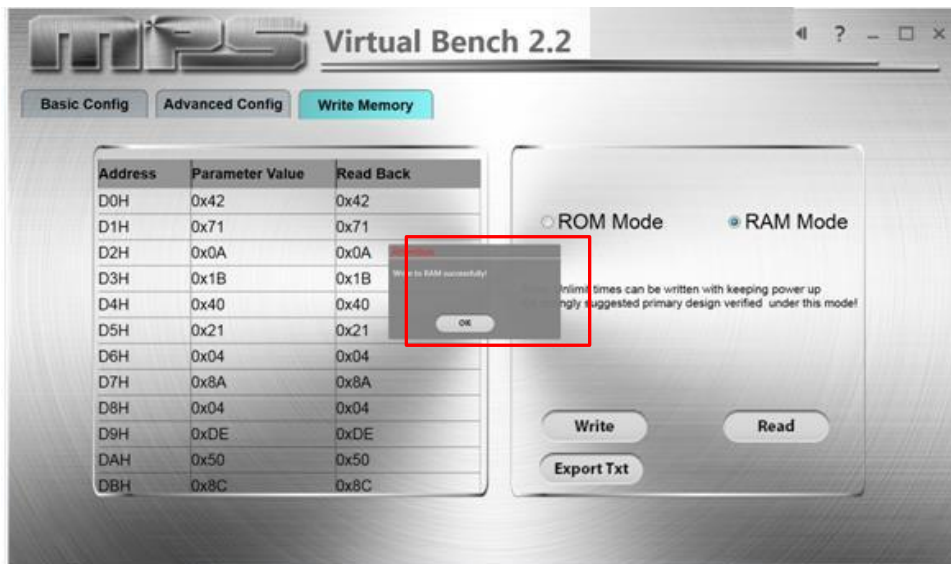 MPS Virtual Bench 2.2
Basic Config Advanced Config Write Memory
Address Parameter Value Read Back
D0H 0x42 0x42
D1H 0x71 0x71
D2H 0x0A 0x0A
D3H 0x1B 0x1B
D4H 0x40 0x40
D5H 0x21 0x21
D6H 0x04 0x04
D7H 0x8A 0x8A
D8H 0x04 0x04
D9H 0xDE 0xDE
DAH 0x50 0x50
DBH 0x8C 0x8C
Attention
Write to RAM successfully!
OK
ROM Mode RAM Mode
Unlimit times can be written with keeping power up
suggested primary design verified under this mode!
Write Read
Export Txt